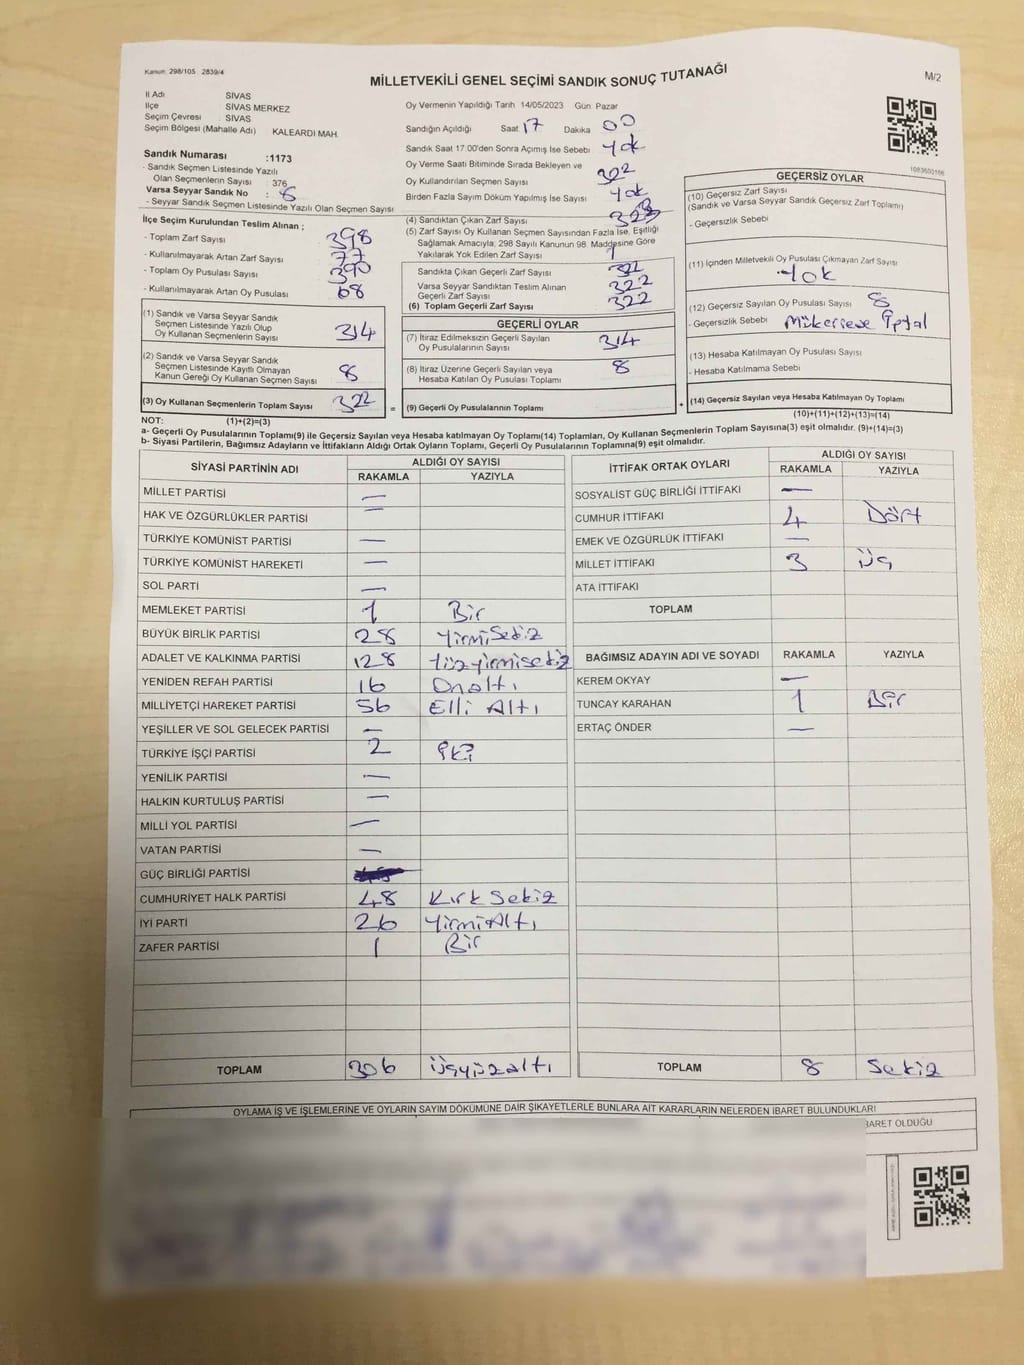 Kanun: 298/105 2839/4
MİLLETVEKİLİ GENEL SEÇİMİ SANDIK SONUÇ TUTANAĞI
M/2
İl Adı SİVAS
İlçe SİVAS MERKEZ
Seçim Çevresi : SİVAS
Seçim Bölgesi (Mahalle Adı) KALEARDI MAH.
Sandık Numarası :1173
- Sandık Seçmen Listesinde Yazılı
Olan Seçmenlerin Sayısı : 376
Varsa Seyyar Sandık No : 8
- Seyyar Sandık Seçmen Listesinde Yazılı Olan Seçmen Sayısı
İlçe Seçim Kurulundan Teslim Alınan ;
- Toplam Zarf Sayısı 398
- Kullanılmayarak Artan Zarf Sayısı 77
- Toplam Oy Pusulası Sayısı 390
- Kullanılmayarak Artan Oy Pusulası 68
(1) Sandık ve Varsa Seyyar Sandık
Seçmen Listesinde Yazılı Olup
Oy Kullanan Seçmenlerin Sayısı 314
(2) Sandık ve Varsa Seyyar Sandık
Seçmen Listesinde Kayıtlı Olmayan
Kanun Gereği Oy Kullanan Seçmen Sayısı 8
(3) Oy Kullanan Seçmenlerin Toplam Sayısı 322
(1)+(2)=(3)
Oy Vermenin Yapıldığı Tarih 14/05/2023 Gün Pazar
Sandığın Açıldığı Saat 17 Dakika 00
Sandık Saat 17:00'den Sonra Açımış İse Sebebi Yok
Oy Verme Saati Bitiminde Sırada Bekleyen ve
Oy Kullandırılan Seçmen Sayısı 322
Birden Fazla Sayım Döküm Yapılmış İse Sayısı Yok
(4) Sandıktan Çıkan Zarf Sayısı 323
(5) Zarf Sayısı Oy Kullanan Seçmen Sayısından Fazla İse, Eşitliği
Sağlamak Amacıyla, 298 Sayılı Kanunun 98. Maddesine Göre
Yakılarak Yok Edilen Zarf Sayısı 1
Sandıkta Çıkan Geçerli Zarf Sayısı 322
Varsa Seyyar Sandıktan Teslim Alınan
Geçerli Zarf Sayısı 322
(6) Toplam Geçerli Zarf Sayısı 322
GEÇERLİ OYLAR
(7) İtiraz Edilmeksizin Geçerli Sayılan
Oy Pusulalarının Sayısı 314
(8) İtiraz Üzerine Geçerli Sayılan veya
Hesaba Katılan Oy Pusulası Toplamı 8
= (9) Geçerli Oy Pusulalarının Toplamı
1083600166
GEÇERSİZ OYLAR
(10) Geçersiz Zarf Sayısı
(Sandık ve Varsa Seyyar Sandık Geçersiz Zarf Toplamı)
- Geçersizlik Sebebi
(11) İçinden Milletvekili Oy Pusulası Çıkmayan Zarf Sayısı
Yok
(12) Geçersiz Sayılan Oy Pusulası Sayısı 8
- Geçersizlik Sebebi
(13) Hesaba Katılmayan Oy Pusulası Sayısı
- Hesaba Katılmama Sebebi
+ (14) Geçersiz Sayılan veya Hesaba Katılmayan Oy Toplamı
(10)+(11)+(12)+(13)=(14)
NOT:
a- Geçerli Oy Pusulalarının Toplamı(9) ile Geçersiz Sayılan veya Hesaba katılmayan Oy Toplamı(14) Toplamları, Oy Kullanan Seçmenlerin Toplam Sayısına(3) eşit olmalıdır. (9)+(14)=(3)
b- Siyasi Partilerin, Bağımsız Adayların ve İttifakların Aldığı Ortak Oyların Toplamı, Geçerli Oy Pusulalarının Toplamına(9) eşit olmalıdır.
SİYASİ PARTİNİN ADI ALDIĞI OY SAYISI
RAKAMLA YAZIYLA
MİLLET PARTİSİ —
HAK VE ÖZGÜRLÜKLER PARTİSİ —
TÜRKİYE KOMÜNİST PARTİSİ —
TÜRKİYE KOMÜNİST HAREKETİ —
SOL PARTİ —
MEMLEKET PARTİSİ 1 Bir
BÜYÜK BİRLİK PARTİSİ 28 YirmiSekiz
ADALET VE KALKINMA PARTİSİ 128 Yüzyirmisekiz
YENİDEN REFAH PARTİSİ 16 Onaltı
MİLLİYETÇİ HAREKET PARTİSİ 56 Elli Altı
YEŞİLLER VE SOL GELECEK PARTİSİ —
TÜRKİYE İŞÇİ PARTİSİ 2 İki
YENİLİK PARTİSİ —
HALKIN KURTULUŞ PARTİSİ —
MİLLİ YOL PARTİSİ —
VATAN PARTİSİ —
GÜÇ BİRLİĞİ PARTİSİ
CUMHURİYET HALK PARTİSİ 48 Kırk Sekiz
İYİ PARTİ 26 YirmiAltı
ZAFER PARTİSİ 1 Bir
TOPLAM 306 Üçyüzaltı
İTTİFAK ORTAK OYLARI ALDIĞI OY SAYISI
RAKAMLA YAZIYLA
SOSYALİST GÜÇ BİRLİĞİ İTTİFAKI —
CUMHUR İTTİFAKI 4 Dört
EMEK VE ÖZGÜRLÜK İTTİFAKI —
MİLLET İTTİFAKI 3 Üç
ATA İTTİFAKI
TOPLAM
BAĞIMSIZ ADAYIN ADI VE SOYADI RAKAMLA YAZIYLA
KEREM OKYAY —
TUNCAY KARAHAN 1 Bir
ERTAÇ ÖNDER —
TOPLAM 8 Sekiz
OYLAMA İŞ VE İŞLEMLERİNE VE OYLARIN SAYIM DÖKÜMÜNE DAİR ŞİKAYETLERLE BUNLARA AİT KARARLARIN NELERDEN İBARET BULUNDUKLARI
BARET OLDUĞU